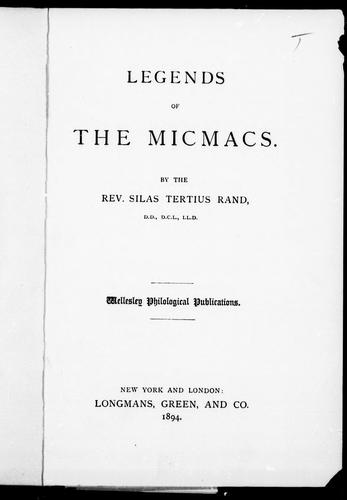 LEGENDS
OF
THE MICMACS.
BY THE
REV. SILAS TERTIUS RAND,
D.D., D.C.L., LL.D.
Wellesley Philological Publications.
NEW YORK AND LONDON:
LONGMANS, GREEN, AND CO.
1894.